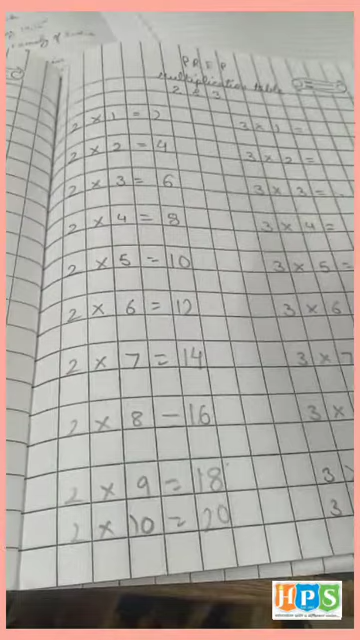 PREP
Multiplication table
2 & 3
2 × 1 = 2
2 × 2 = 4
2 × 3 = 6
2 × 4 = 8
2 × 5 = 10
2 × 6 = 12
2 × 7 = 14
2 × 8 — 16
2 × 9 = 18
2 × 10 = 20
3 × 1 =
3 × 2 =
3 × 3 =
3 × 4 =
3 × 5 =
3 × 6
3 × 7
3 ×
3
3
HPS